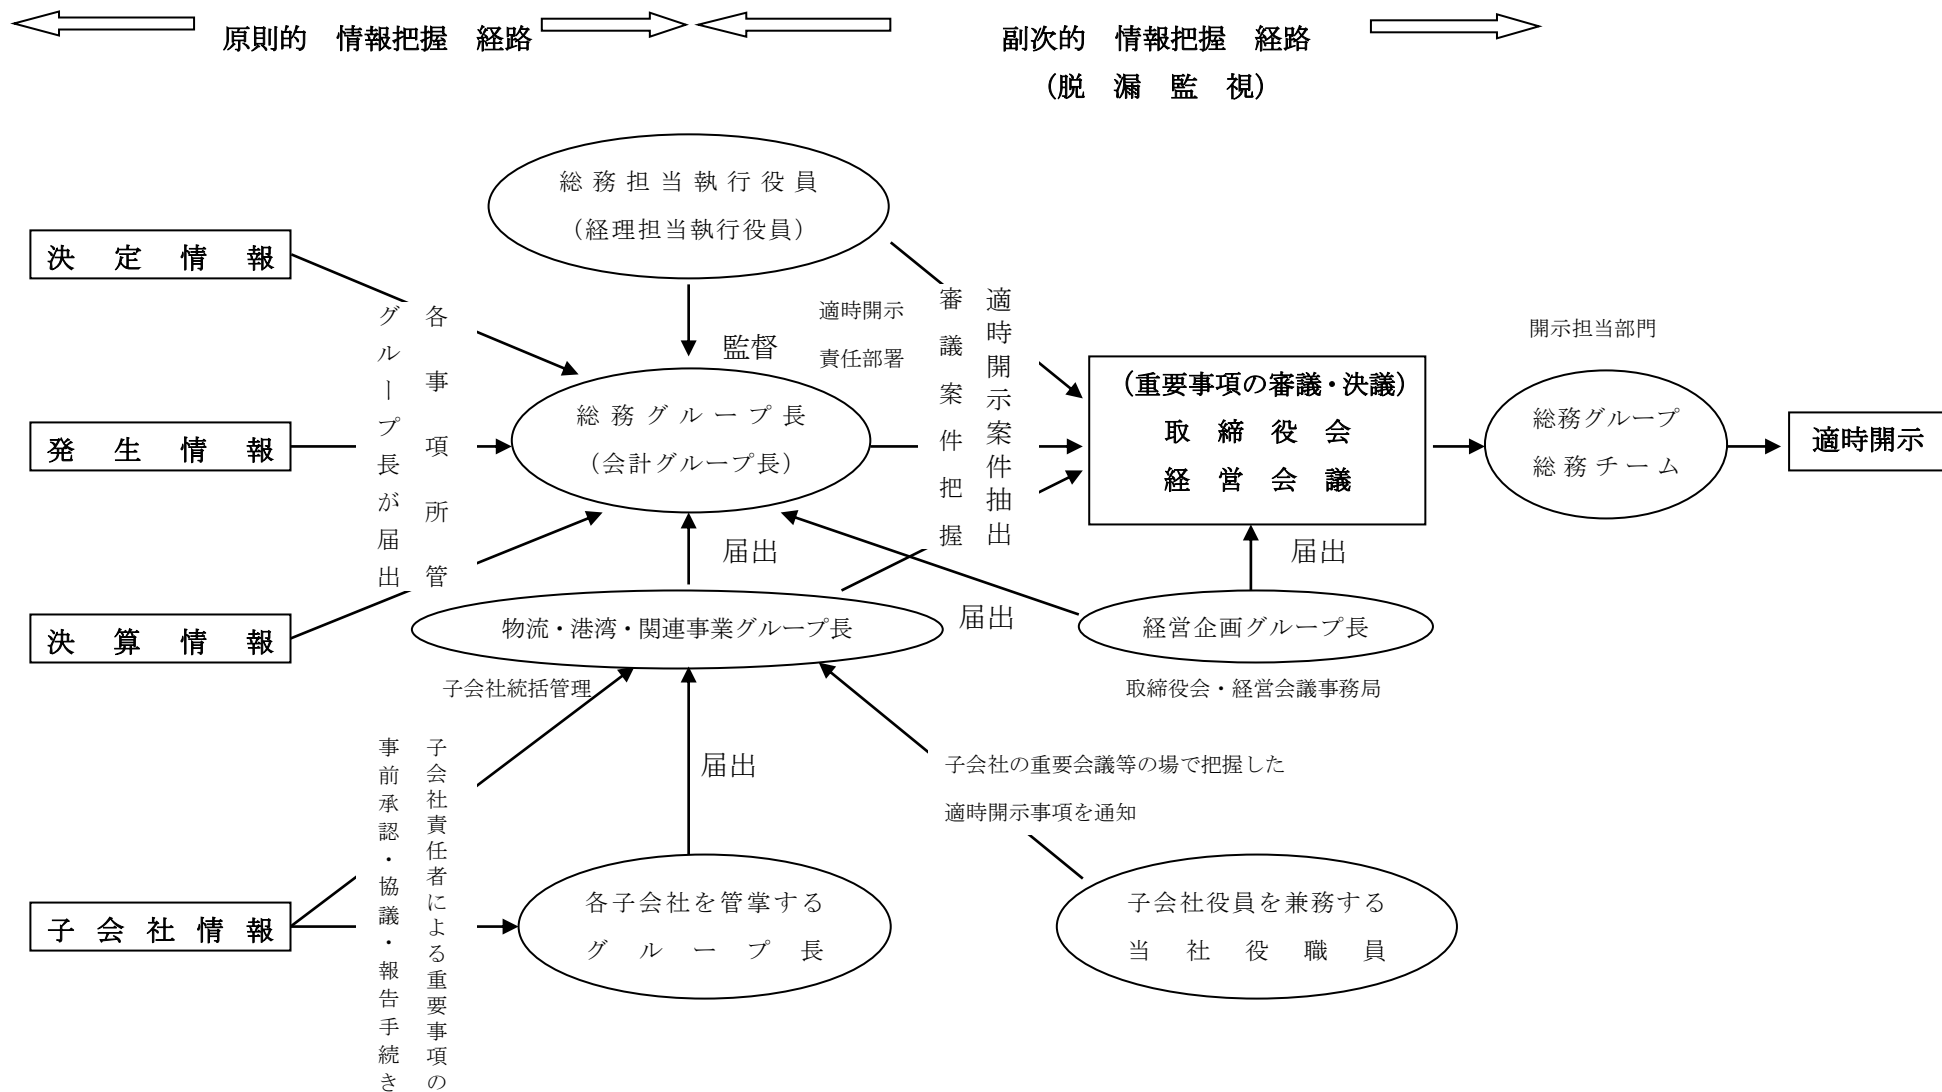 原則的 情報把握 経路
副次的 情報把握 経路
(脱 漏 監 視)
総務担当執行役員
(経理担当執行役員)
決定情報
各事項所管
グループ長が届出
監督
適時開示
責任部署
適時開示案件抽出
審議案件把握
開示担当部門
発生情報
総務グループ長
(会計グループ長)
(重要事項の審議・決議)
取締役会
経営会議
総務グループ
総務チーム
適時開示
届出
届出
届出
決算情報
物流・港湾・関連事業グループ長
経営企画グループ長
子会社統括管理
取締役会・経営会議事務局
子会社責任者による重要事項の
事前承認・協議・報告手続き
届出
子会社の重要会議等の場で把握した
適時開示事項を通知
子会社情報
各子会社を管掌する
グループ長
子会社役員を兼務する
当社役職員